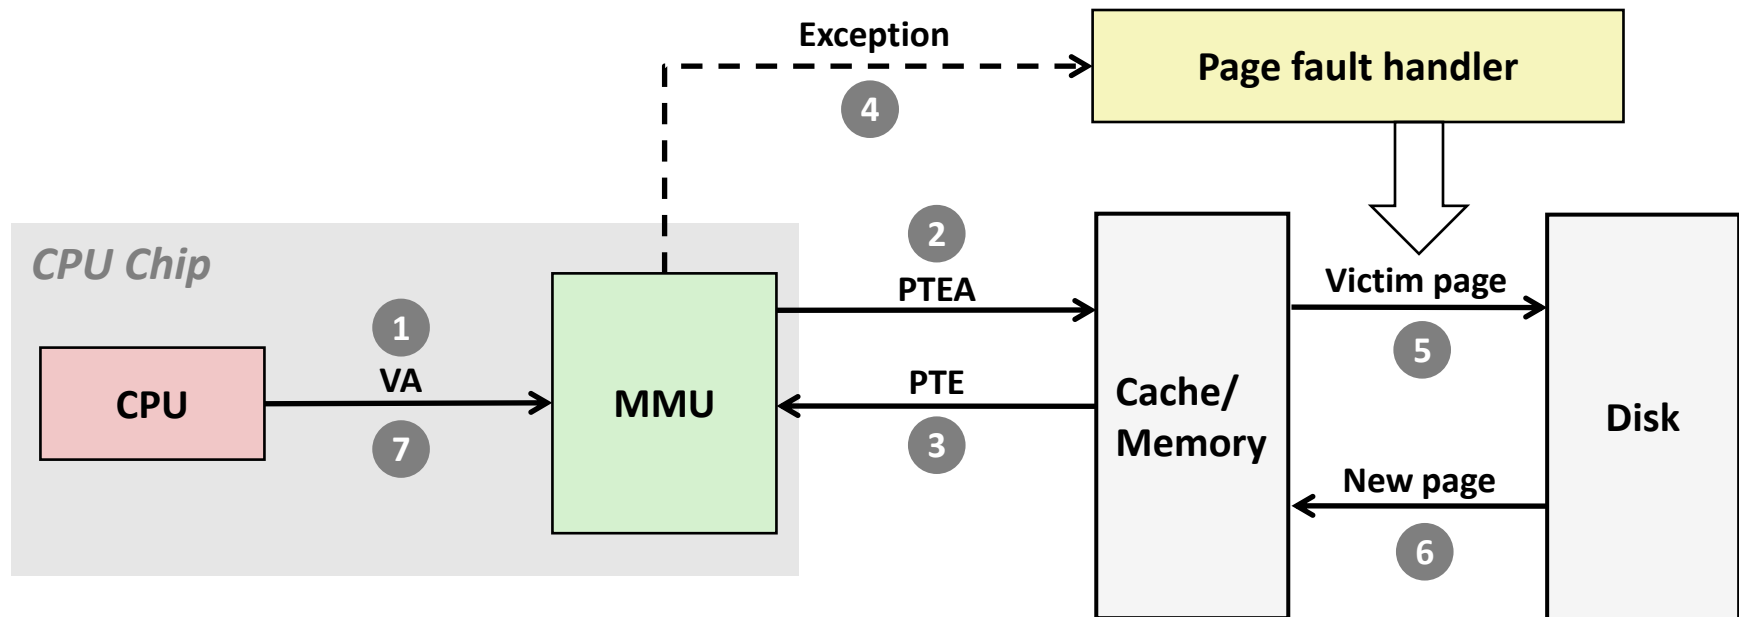 Exception
Page fault handler
4
2
CPU Chip
PTEA
Victim page
1
5
VA
PTE
CPU
MMU
Cache/
Memory
Disk
7
3
New page
6